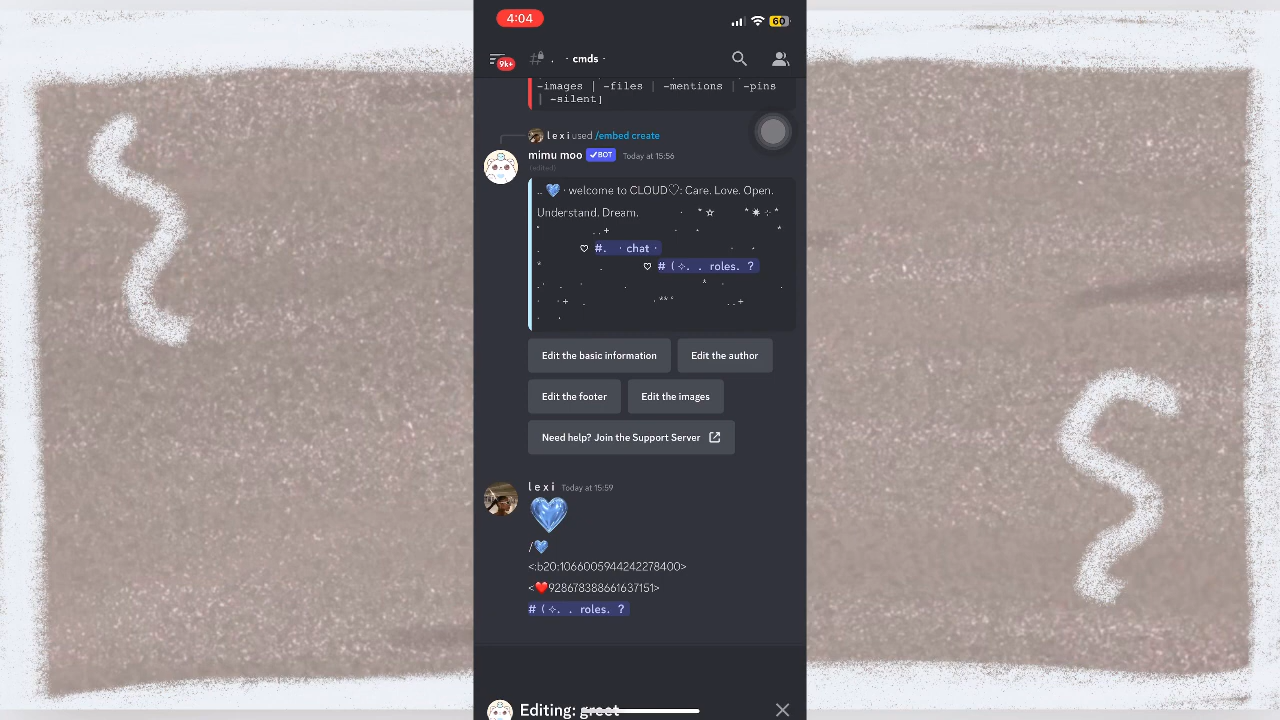 4:04
60
9k+
. · cmds ·
-images | -files | -mentions | -pins
| -silent]
l e x i used /embed create
mimu moo ✔BOT Today at 15:56
(edited)
.. 💙 · welcome to CLOUD♡: Care. Love. Open.
Understand. Dream.
♡ #. · chat ·
♡ # ( ⊹. . roles. ?
Edit the basic information
Edit the author
Edit the footer
Edit the images
Need help? Join the Support Server
l e x i Today at 15:59
/💙
<:b20:1066005944242278400>
<❤️928678388661637151>
# ( ⊹. . roles. ?
Editing: greet